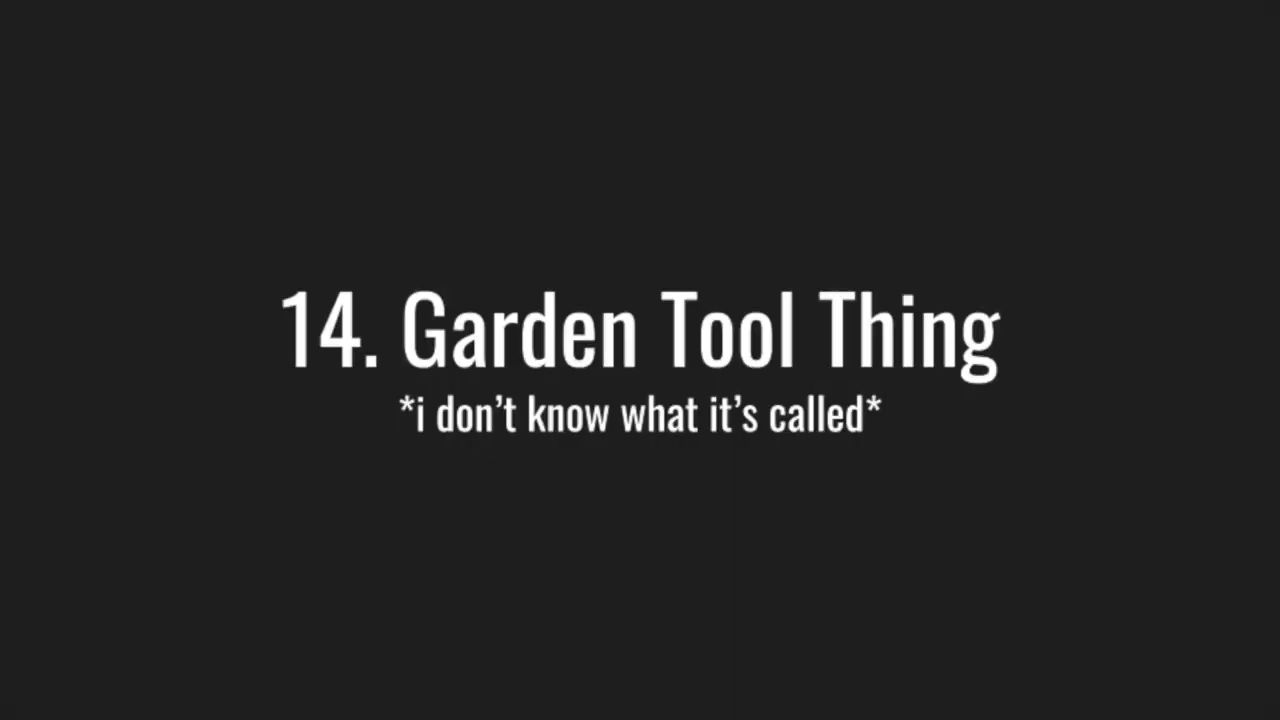 14. Garden Tool Thing
*i don’t know what it’s called*